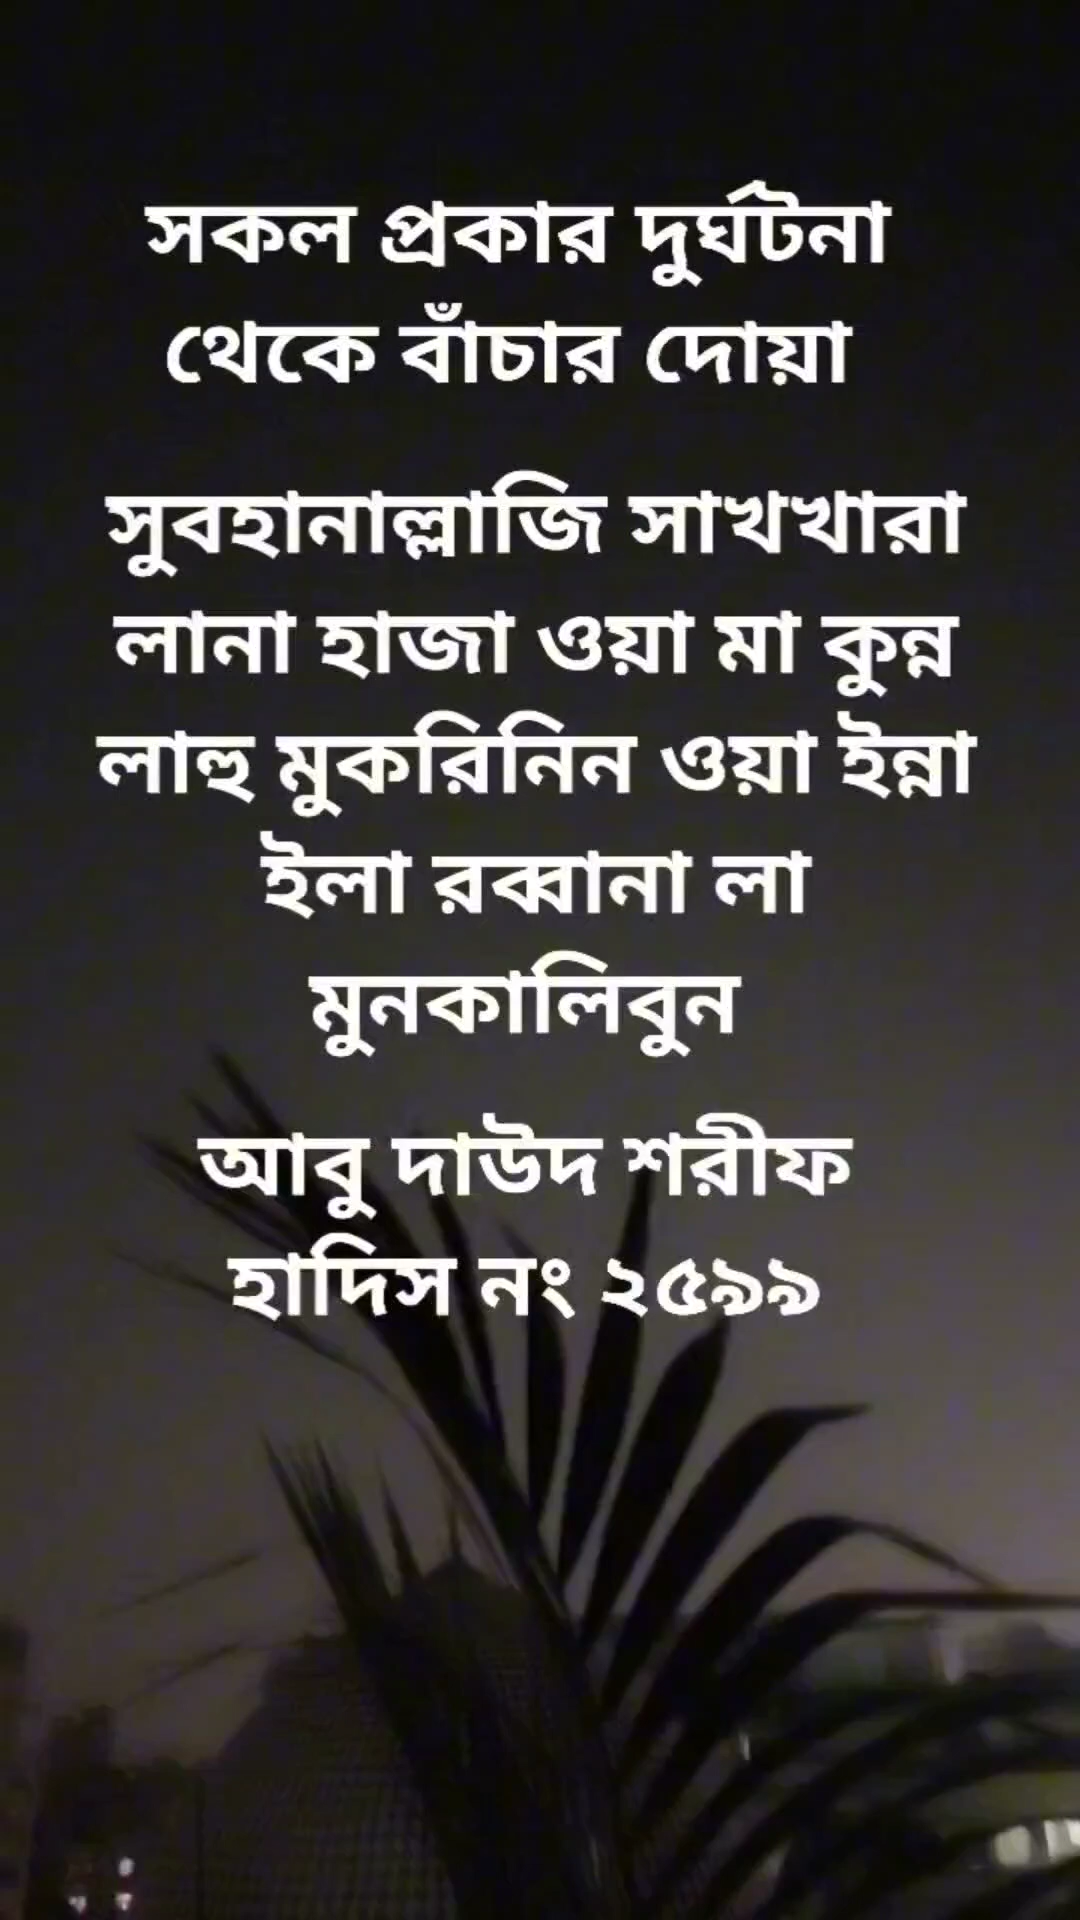 সকল প্রকার দুর্ঘটনা
থেকে বাঁচার দোয়া
সুবহানাল্লাজি সাখখারা
লানা হাজা ওয়া মা কুন্ন
লাহু মুকরিনিন ওয়া ইন্না
ইলা রব্বানা লা
মুনকালিবুন
আবু দাউদ শরীফ
হাদিস নং ২৫৯৯